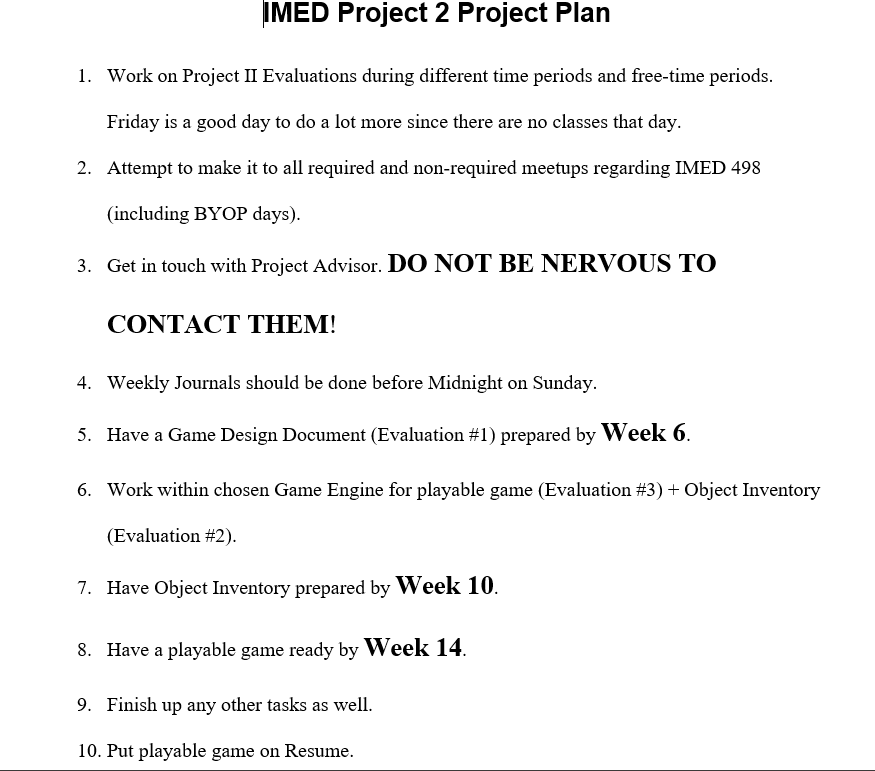 IMED Project 2 Project Plan
1. Work on Project II Evaluations during different time periods and free-time periods.
Friday is a good day to do a lot more since there are no classes that day.
2. Attempt to make it to all required and non-required meetups regarding IMED 498
(including BYOP days).
3. Get in touch with Project Advisor. DO NOT BE NERVOUS TO
CONTACT THEM!
4. Weekly Journals should be done before Midnight on Sunday.
5. Have a Game Design Document (Evaluation #1) prepared by Week 6.
6. Work within chosen Game Engine for playable game (Evaluation #3) + Object Inventory
(Evaluation #2).
7. Have Object Inventory prepared by Week 10.
8. Have a playable game ready by Week 14.
9. Finish up any other tasks as well.
10. Put playable game on Resume.